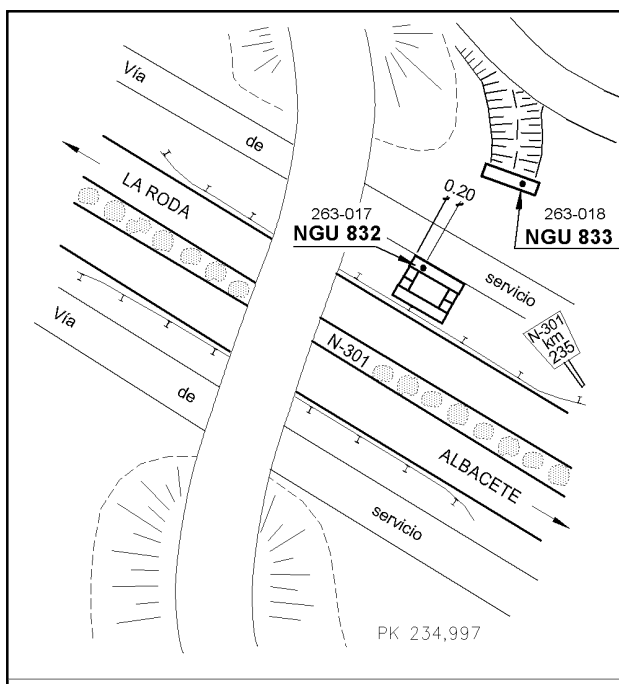 Vía
de
servicio
LA RODA
0.20
263-017
NGU 832
263-018
NGU 833
N-301
km
235
N-301
ALBACETE
Vía
de
servicio
PK 234,997